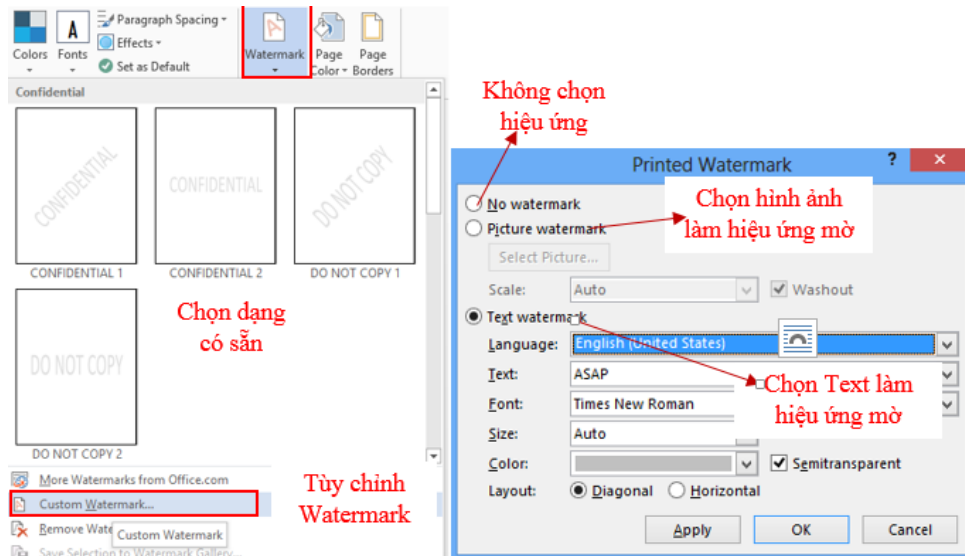 Paragraph Spacing
Effects
Set as Default
Colors
Fonts
Watermark
Page Color
Page Borders
Confidential
CONFIDENTIAL
CONFIDENTIAL
DO NOT COPY
CONFIDENTIAL 1
CONFIDENTIAL 2
DO NOT COPY 1
Chọn dạng
có sẵn
DO NOT COPY
DO NOT COPY 2
More Watermarks from Office.com
Custom Watermark...
Remove Wate
Custom Watermark
Save Selection to Watermark Gallery...
Tùy chỉnh
Watermark
Không chọn
hiệu ứng
Printed Watermark
?
No watermark
Picture watermark
Chọn hình ảnh
làm hiệu ứng mờ
Select Picture...
Scale: Auto
Washout
Text watermark
Language: English (United States)
Text: ASAP
Chọn Text làm
hiệu ứng mờ
Font: Times New Roman
Size: Auto
Color:
Semitransparent
Layout: Diagonal Horizontal
Apply OK Cancel